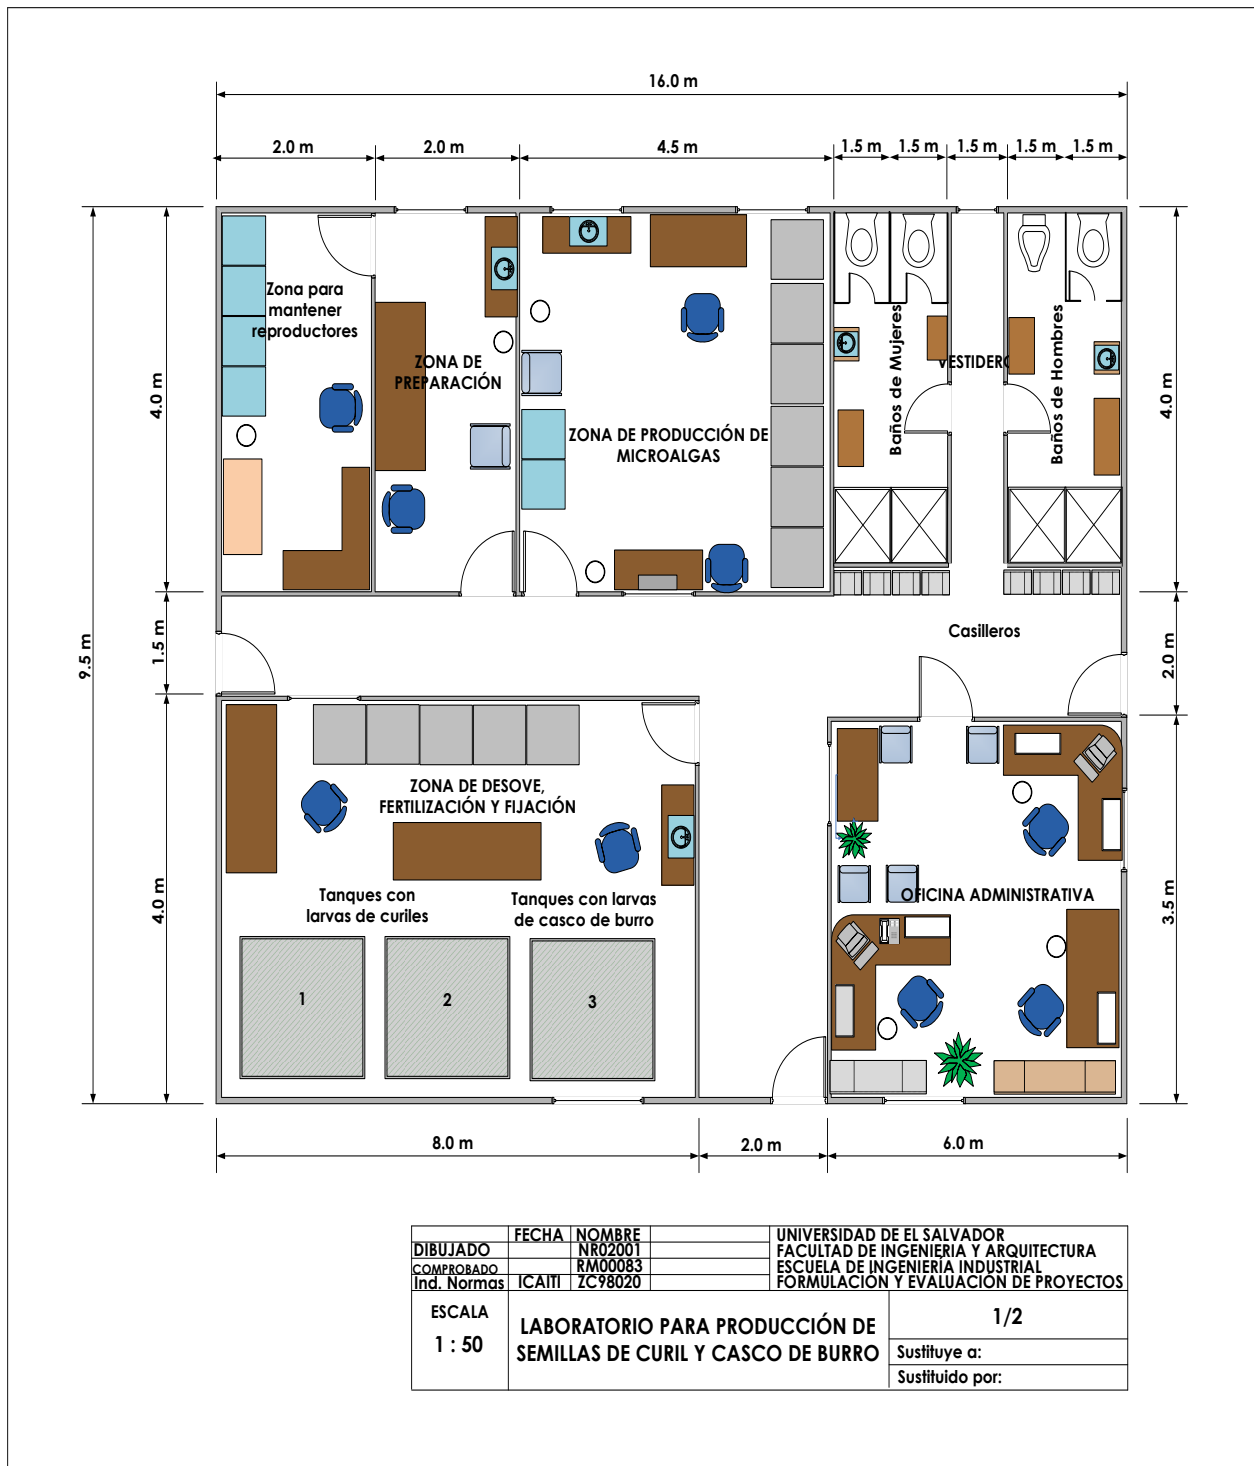 16.0 m
2.0 m
2.0 m
4.5 m
1.5 m
1.5 m
1.5 m
1.5 m
1.5 m
Zona para
mantener
reproductores
ZONA DE
PREPARACIÓN
ZONA DE PRODUCCIÓN DE
MICROALGAS
Baños de Mujeres
VESTIDERO
Baños de Hombres
4.0 m
4.0 m
9.5 m
1.5 m
2.0 m
Casilleros
ZONA DE DESOVE,
FERTILIZACIÓN Y FIJACIÓN
Tanques con
larvas de curiles
Tanques con larvas
de casco de burro
1
2
3
OFICINA ADMINISTRATIVA
4.0 m
3.5 m
8.0 m
2.0 m
6.0 m
FECHA NOMBRE UNIVERSIDAD DE EL SALVADOR
DIBUJADO NR02001 FACULTAD DE INGENIERIA Y ARQUITECTURA
COMPROBADO RM00083 ESCUELA DE INGENIERÍA INDUSTRIAL
Ind. Normas ICAITI ZC98020 FORMULACIÓN Y EVALUACIÓN DE PROYECTOS
ESCALA
1 : 50
LABORATORIO PARA PRODUCCIÓN DE
SEMILLAS DE CURIL Y CASCO DE BURRO
1/2
Sustituye a:
Sustituido por: